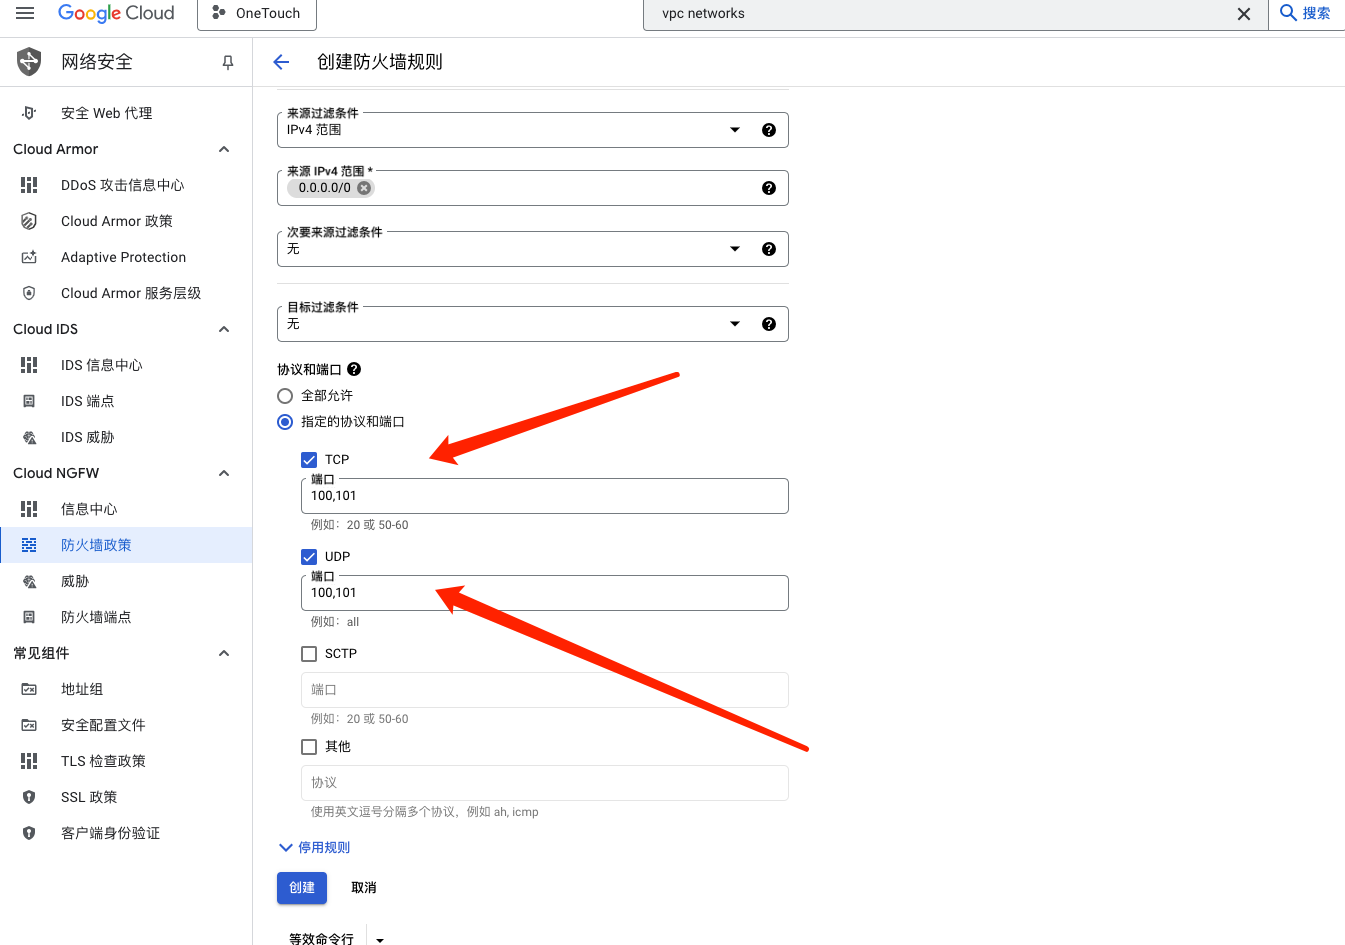 Google Cloud
OneTouch
vpc networks
搜索
网络安全
安全 Web 代理
Cloud Armor
DDoS 攻击信息中心
Cloud Armor 政策
Adaptive Protection
Cloud Armor 服务层级
Cloud IDS
IDS 信息中心
IDS 端点
IDS 威胁
Cloud NGFW
信息中心
防火墙政策
威胁
防火墙端点
常见组件
地址组
安全配置文件
TLS 检查政策
SSL 政策
客户端身份验证
创建防火墙规则
来源过滤条件
IPv4 范围
来源 IPv4 范围 *
0.0.0.0/0
次要来源过滤条件
无
目标过滤条件
无
协议和端口
全部允许
指定的协议和端口
TCP
端口
100,101
例如：20 或 50-60
UDP
端口
100,101
例如：all
SCTP
端口
例如：20 或 50-60
其他
协议
使用英文逗号分隔多个协议，例如 ah, icmp
停用规则
创建
取消
等效命令行